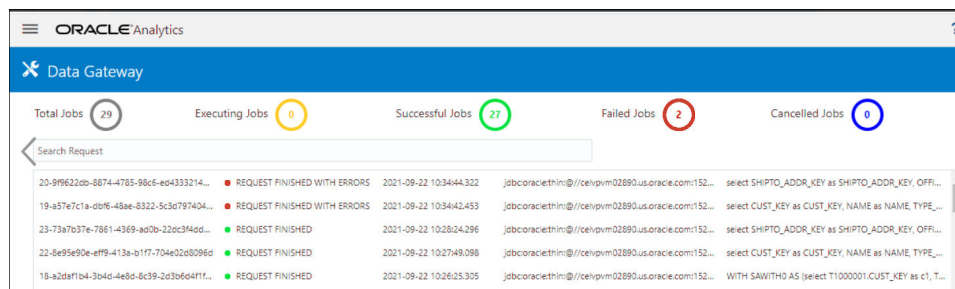 ORACLE Analytics ?
Data Gateway
Total Jobs 29 Executing Jobs 0 Successful Jobs 27 Failed Jobs 2 Cancelled Jobs 0
Search Request
20-9f9622db-8874-4785-98c6-ed4333214... REQUEST FINISHED WITH ERRORS 2021-09-22 10:34:44.322 jdbc:oracle:thin:@//ceivpvm02890.us.oracle.com:152... select SHIPTO_ADDR_KEY as SHIPTO_ADDR_KEY, OFFI...
19-a57e7c1a-dbf6-48ae-8322-5c3d797404... REQUEST FINISHED WITH ERRORS 2021-09-22 10:34:42.453 jdbc:oracle:thin:@//ceivpvm02890.us.oracle.com:152... select CUST_KEY as CUST_KEY, NAME as NAME, TYPE_...
23-73a7b37e-7861-4369-ad0b-22dc3f4dd... REQUEST FINISHED 2021-09-22 10:28:24.296 jdbc:oracle:thin:@//ceivpvm02890.us.oracle.com:152... select SHIPTO_ADDR_KEY as SHIPTO_ADDR_KEY, OFFI...
22-8e95e90e-eff9-413a-b1f7-704e02d8096d REQUEST FINISHED 2021-09-22 10:27:49.098 jdbc:oracle:thin:@//ceivpvm02890.us.oracle.com:152... select CUST_KEY as CUST_KEY, NAME as NAME, TYPE_...
18-a2daf1b4-3b4d-4e8d-8c39-2d3b6d4f1f... REQUEST FINISHED 2021-09-22 10:26:25.305 jdbc:oracle:thin:@//ceivpvm02890.us.oracle.com:152... WITH SAWITH0 AS (select T1000001.CUST_KEY as c1, T...